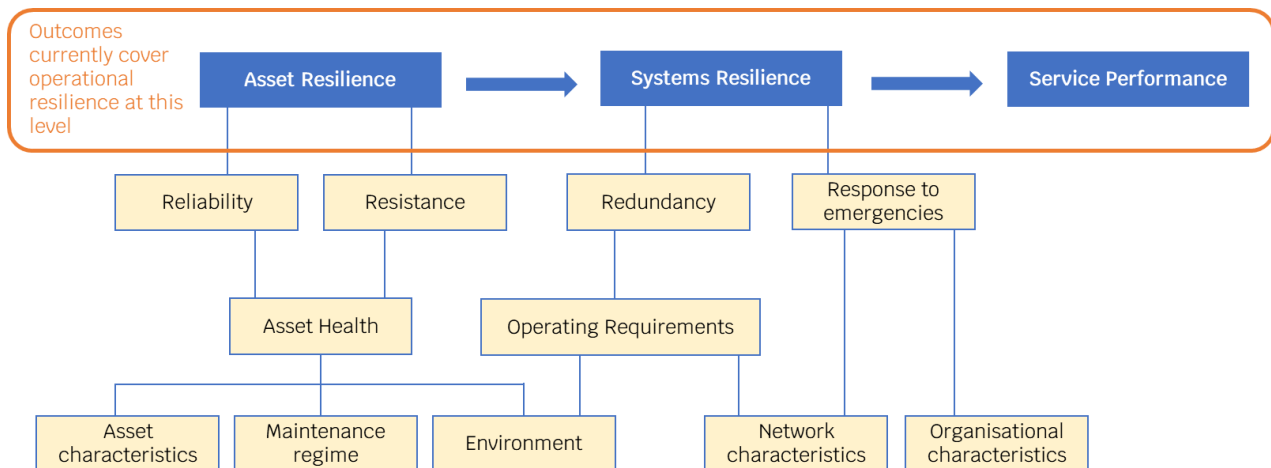 Outcomes
currently cover
operational
resilience at this
level
Asset Resilience
Systems Resilience
Service Performance
Reliability
Resistance
Redundancy
Response to
emergencies
Asset Health
Operating Requirements
Asset
characteristics
Maintenance
regime
Environment
Network
characteristics
Organisational
characteristics